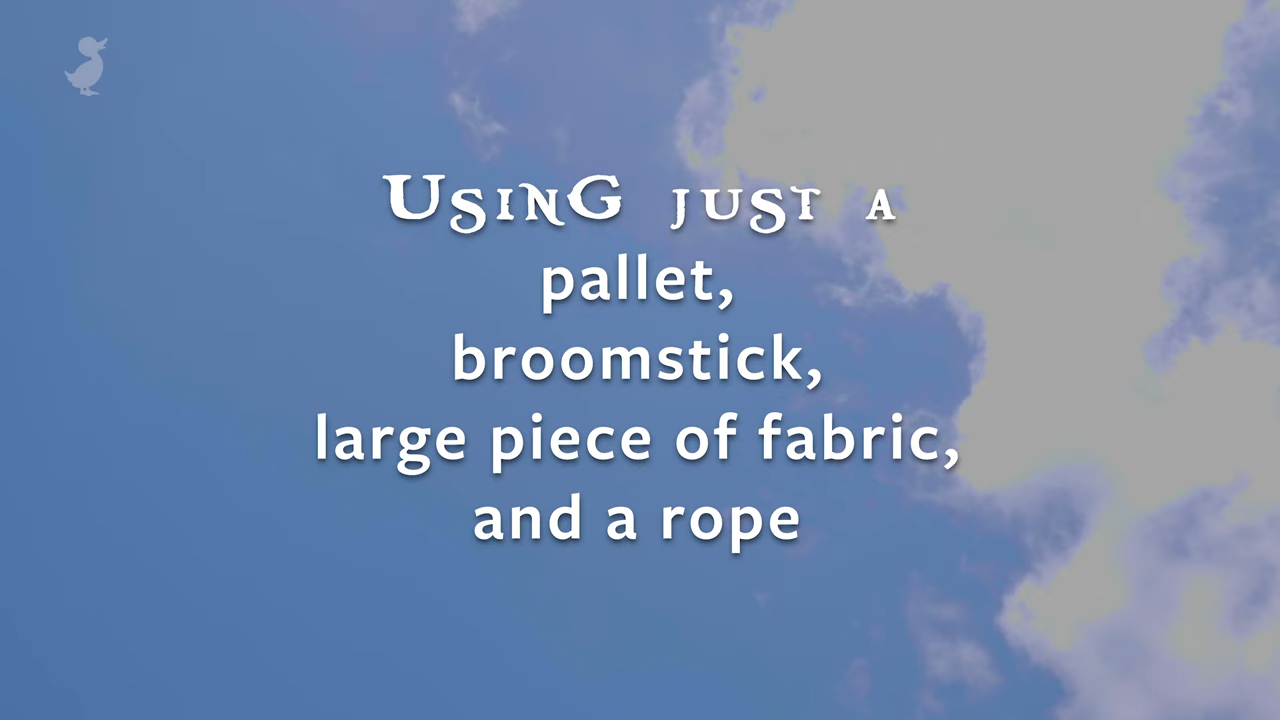 Using just a
pallet,
broomstick,
large piece of fabric,
and a rope